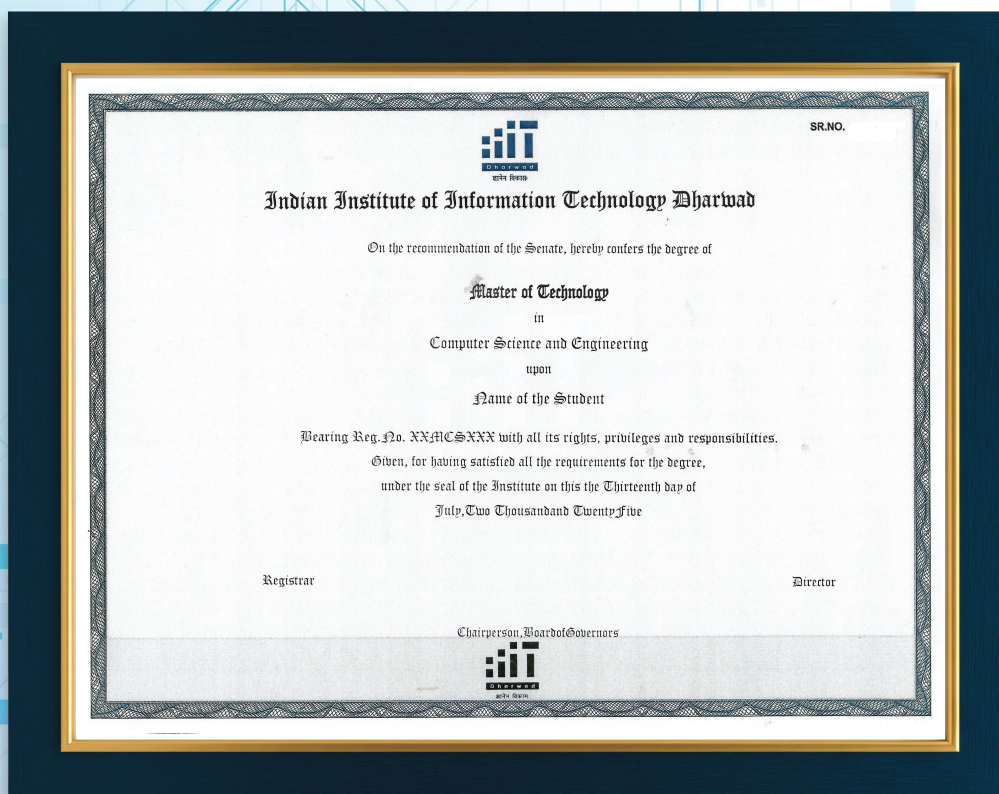 SR.NO.
IIIT
Dharwad
ज्ञानेन विकासः
Indian Institute of Information Technology Dharwad
On the recommendation of the Senate, hereby confers the degree of
Master of Technology
in
Computer Science and Engineering
upon
Name of the Student
Bearing Reg.No. XXMCSXXX with all its rights, privileges and responsibilities.
Given, for having satisfied all the requirements for the degree,
under the seal of the Institute on this the Thirteenth day of
July,Two Thousandand TwentyFive
Registrar
Director
Chairperson,BoardofGovernors
IIIT
Dharwad
ज्ञानेन विकासः